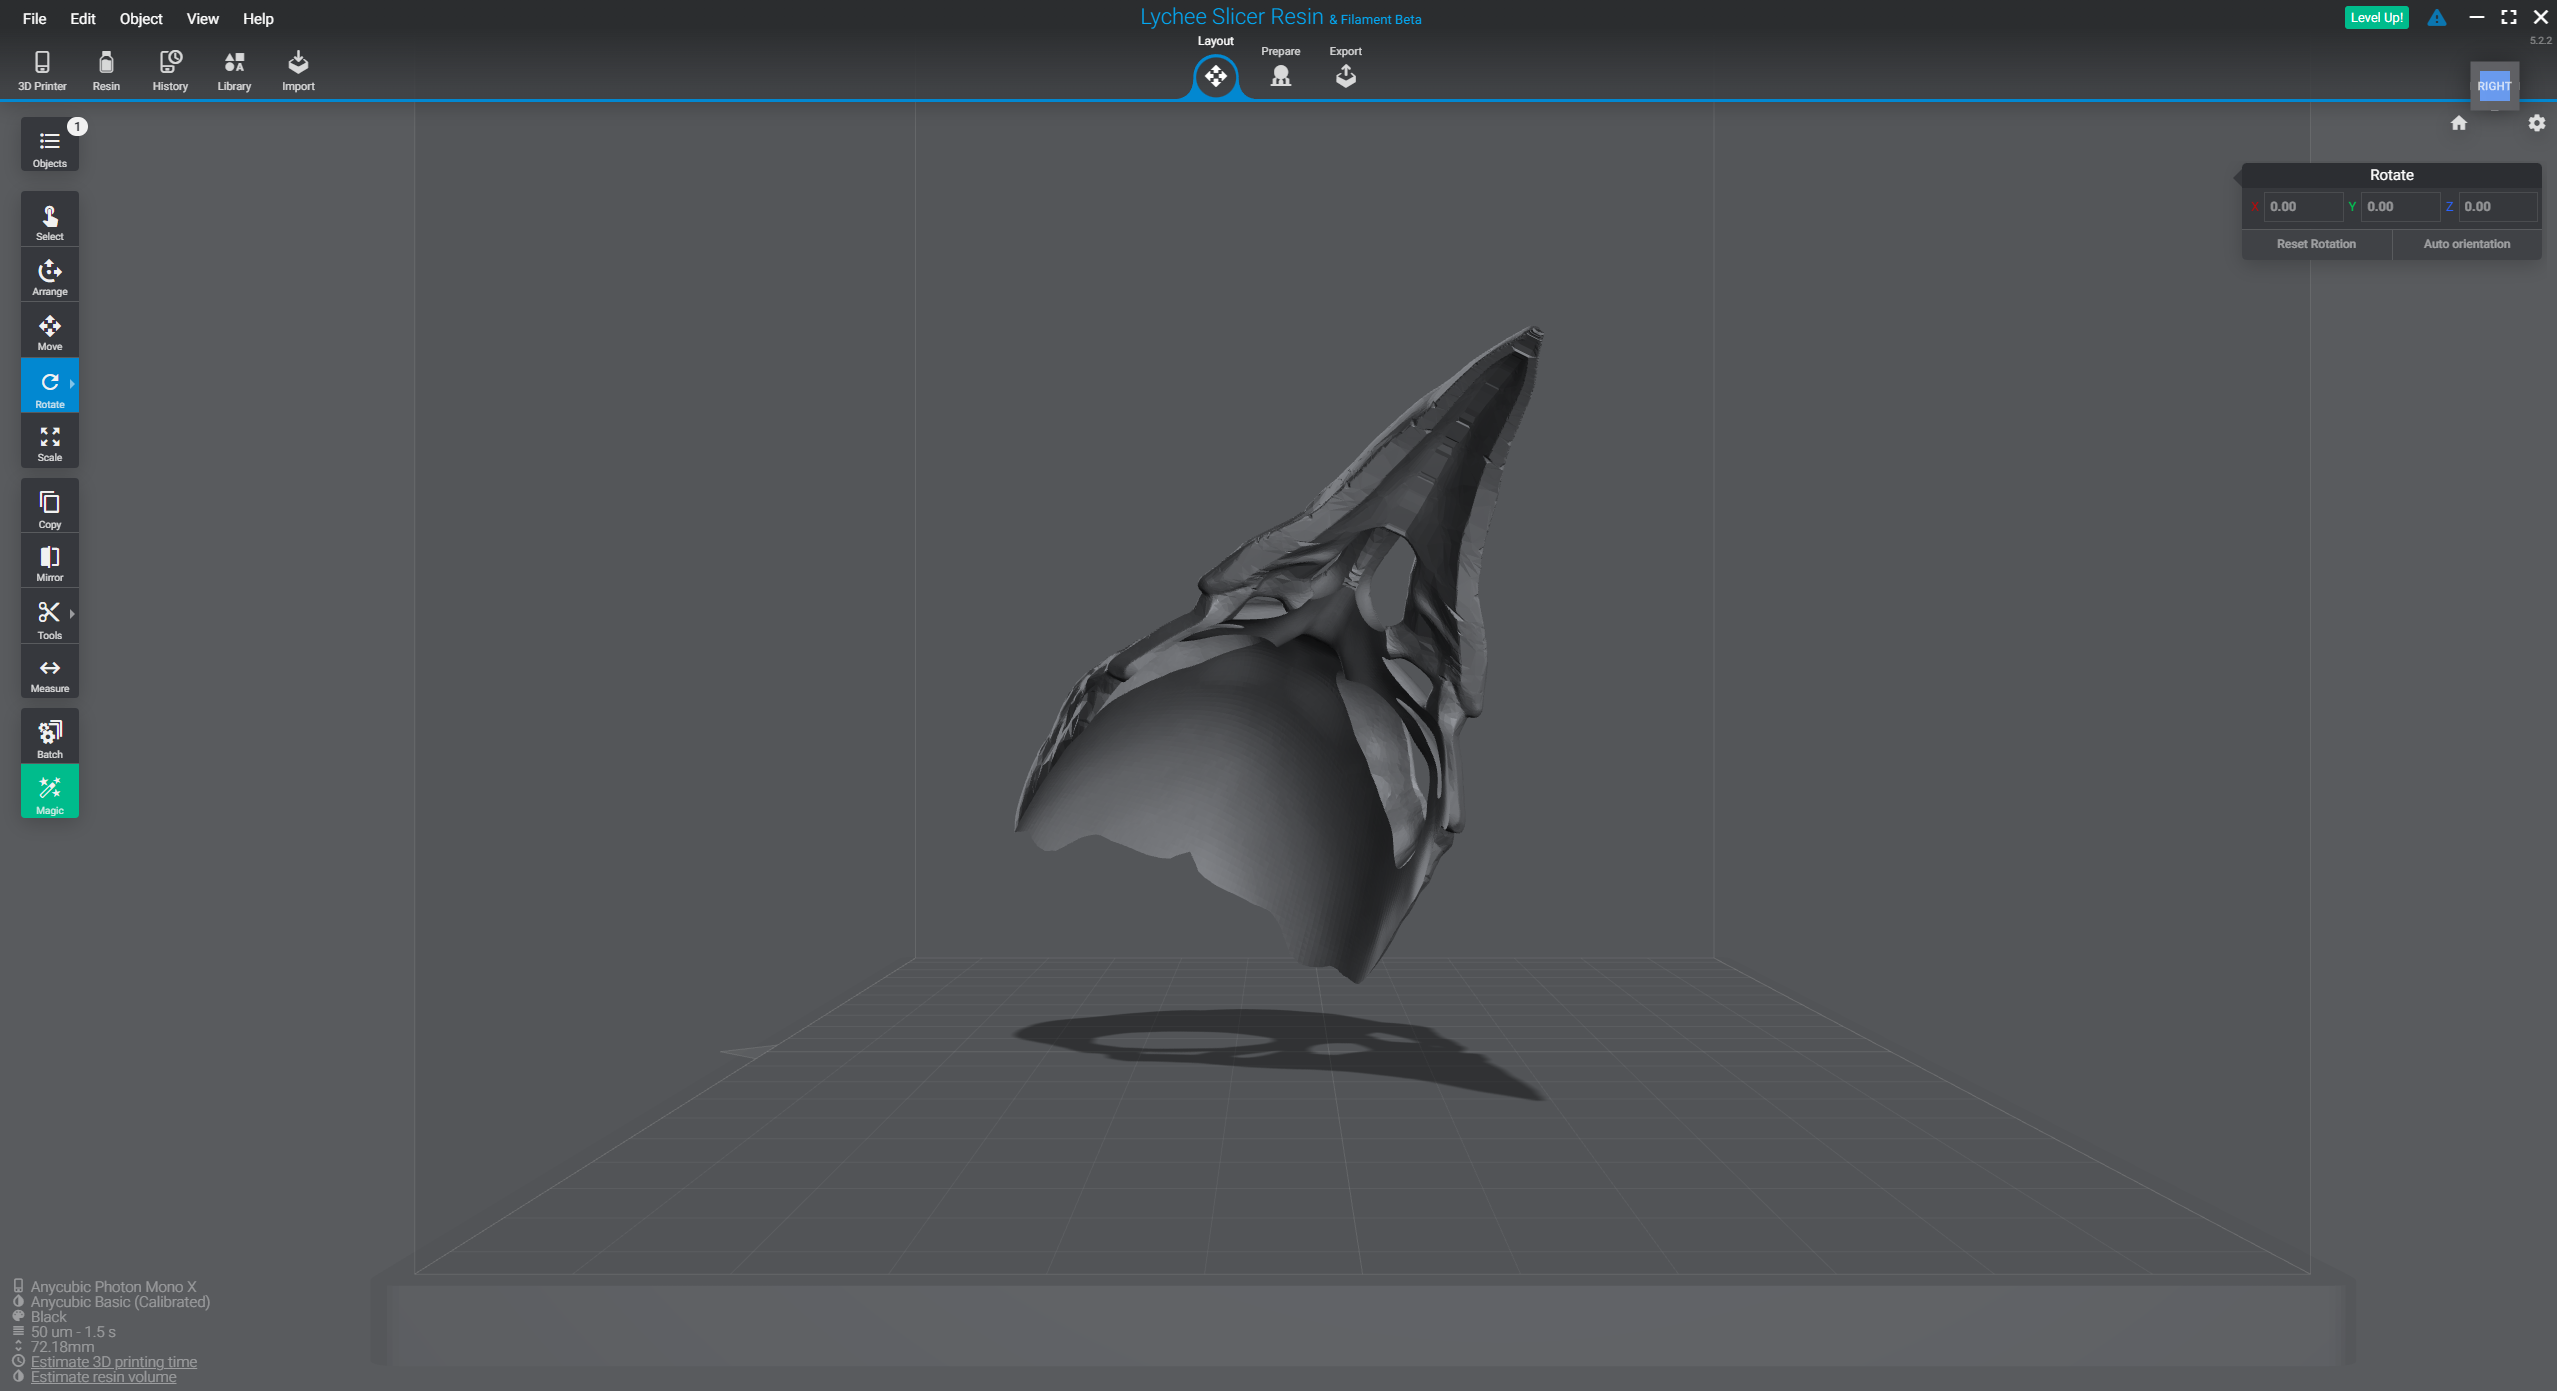 File Edit Object View Help
Lychee Slicer Resin & Filament Beta
Level Up!
5.2.2
3D Printer Resin History Library Import
Layout Prepare Export
RIGHT
1
Objects
Select
Arrange
Move
Rotate
Scale
Copy
Mirror
Tools
Measure
Batch
Magic
Rotate
X 0.00 Y 0.00 Z 0.00
Reset Rotation Auto orientation
Anycubic Photon Mono X
Anycubic Basic (Calibrated)
Black
50 um - 1.5 s
72.18mm
Estimate 3D printing time
Estimate resin volume